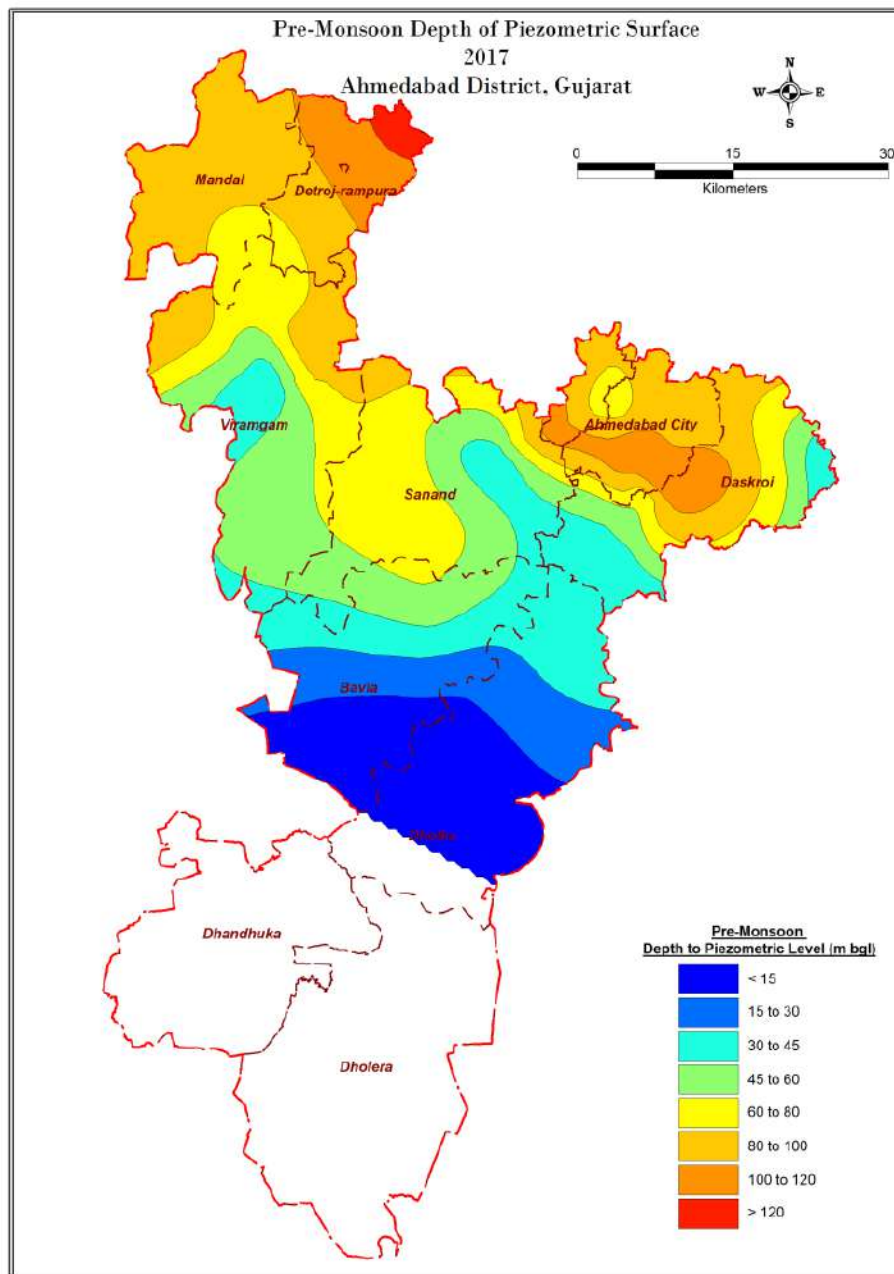 Pre-Monsoon Depth of Piezometric Surface
2017
Ahmedabad District, Gujarat
N
W E
S
0 15 30
Kilometers
Mandal
Detroj-rampura
Viramgam
Ahmedabad City
Daskroi
Sanand
Bavla
Dholka
Dhandhuka
Dholera
Pre-Monsoon
Depth to Piezometric Level (m bgl)
< 15
15 to 30
30 to 45
45 to 60
60 to 80
80 to 100
100 to 120
> 120